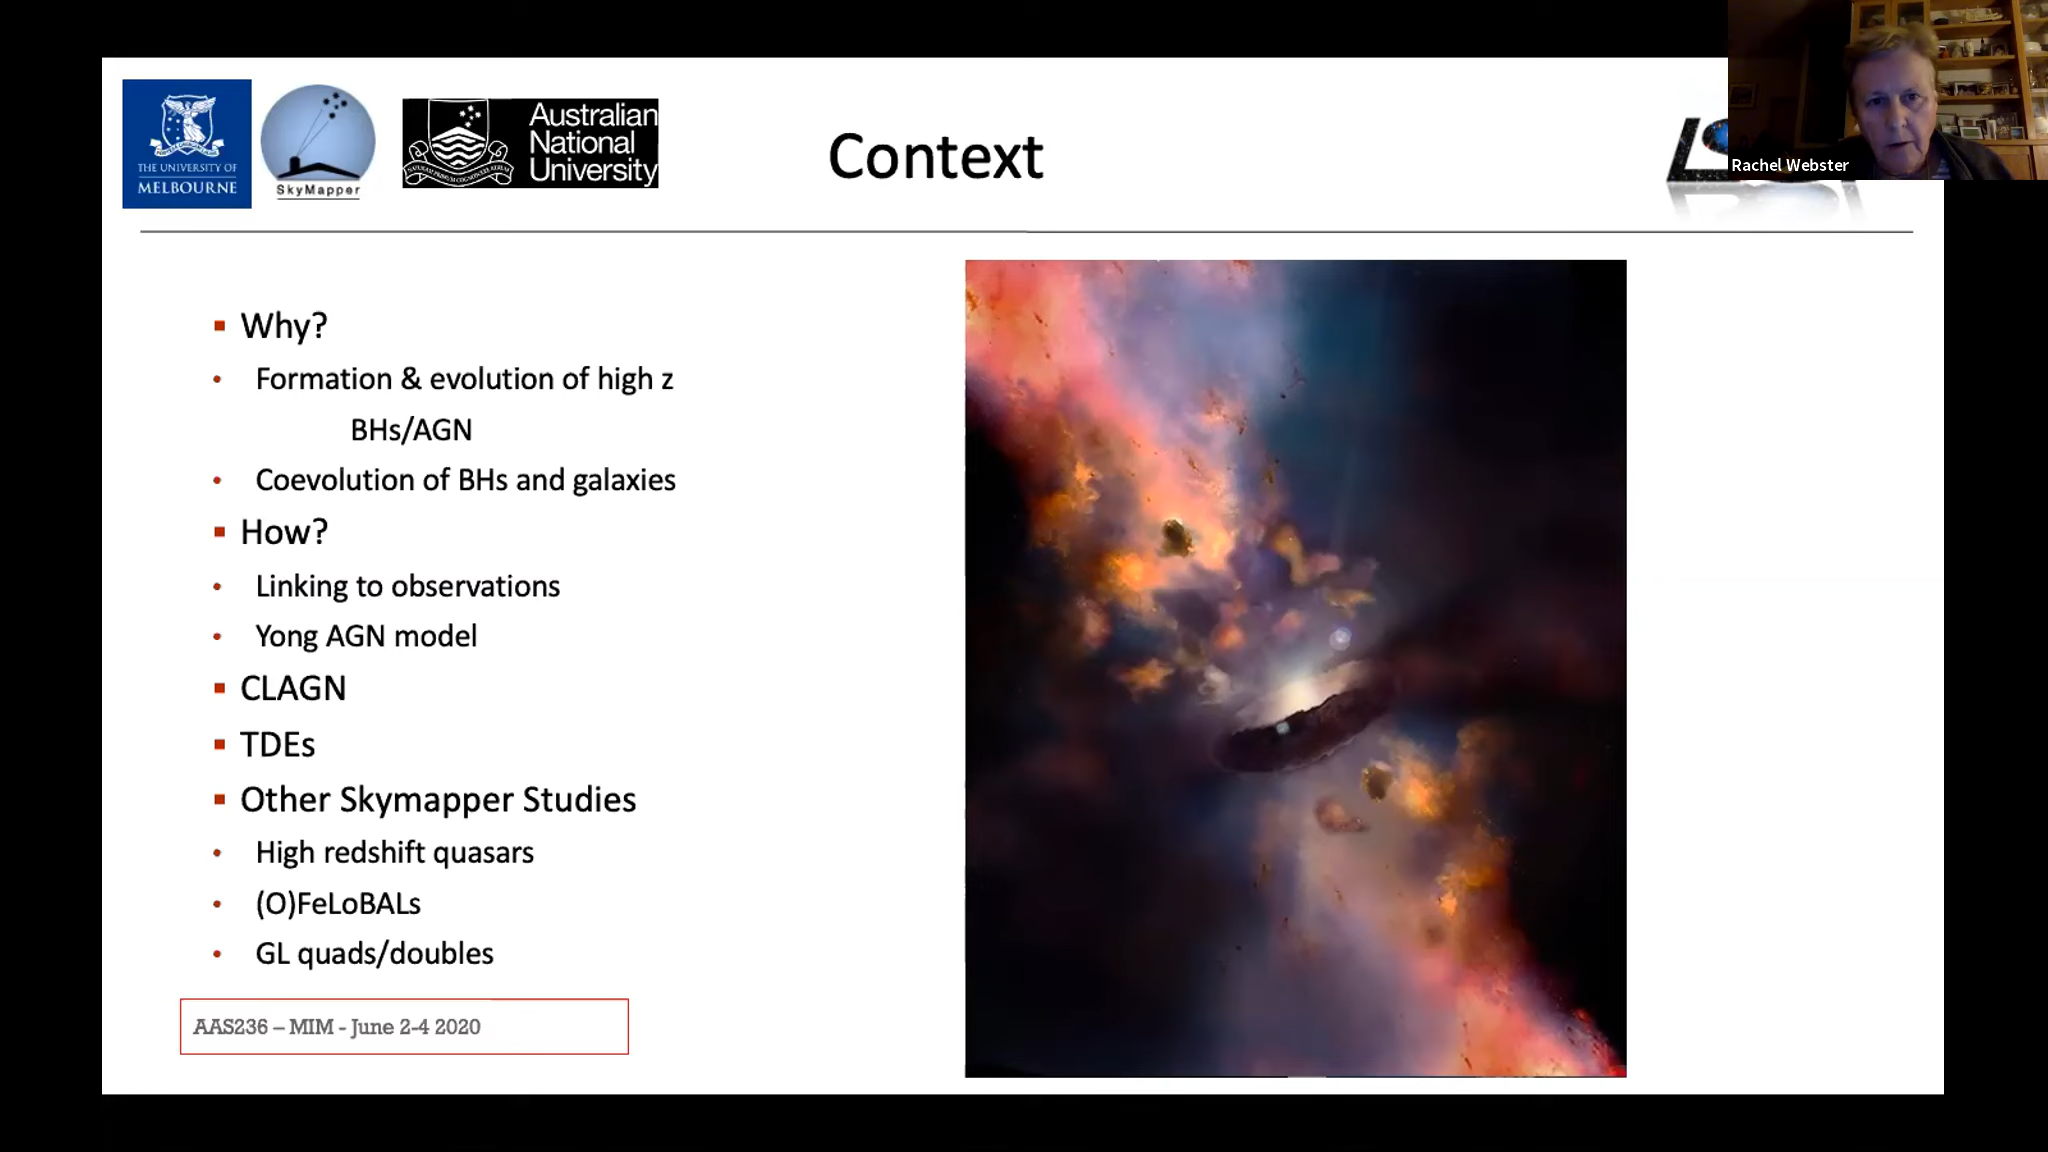 THE UNIVERSITY OF
MELBOURNE
SkyMapper
Australian
National
University
Context
Rachel Webster
Why?
Formation & evolution of high z
BHs/AGN
Coevolution of BHs and galaxies
How?
Linking to observations
Yong AGN model
CLAGN
TDEs
Other Skymapper Studies
High redshift quasars
(O)FeLoBALs
GL quads/doubles
AAS236 – MIM - June 2-4 2020